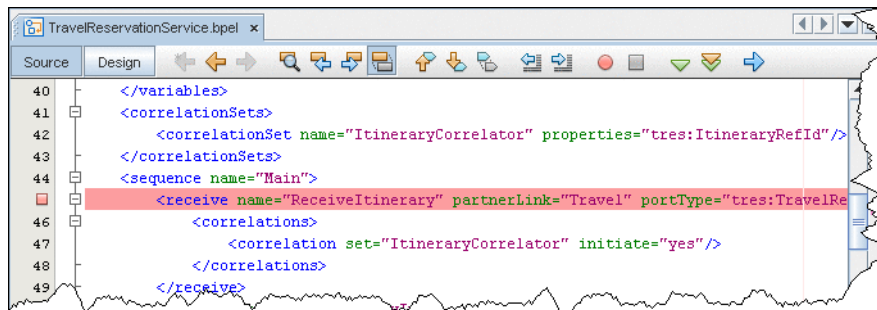 TravelReservationService.bpel x
Source Design
40 </variables>
41 <correlationSets>
42 <correlationSet name="ItineraryCorrelator" properties="tres:ItineraryRefId"/>
43 </correlationSets>
44 <sequence name="Main">
<receive name="ReceiveItinerary" partnerLink="Travel" portType="tres:TravelRe
46 <correlations>
47 <correlation set="ItineraryCorrelator" initiate="yes"/>
48 </correlations>
49 </receive>